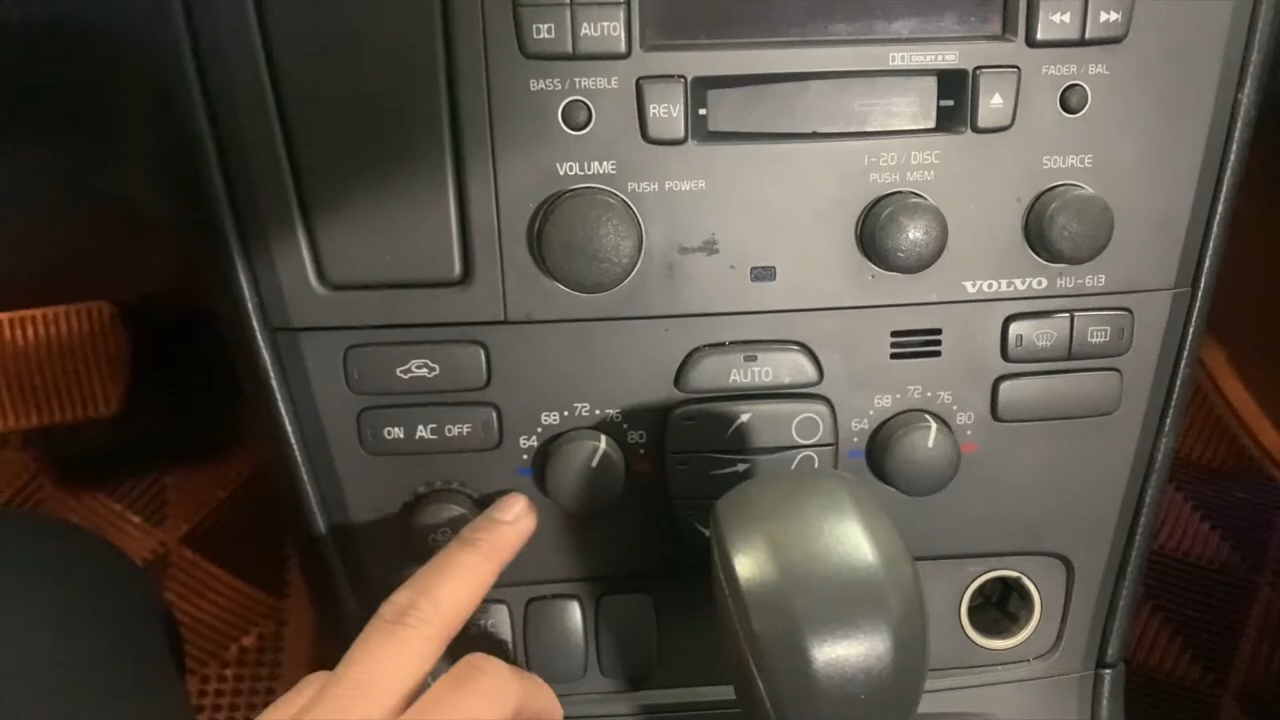 AUTO
DOLBY B NR
BASS / TREBLE
FADER / BAL
REV
VOLUME
PUSH POWER
1-20 / DISC
PUSH MEM
SOURCE
VOLVO HU-613
AUTO
ON AC OFF
64 68 72 76 80
64 68 72 76 80